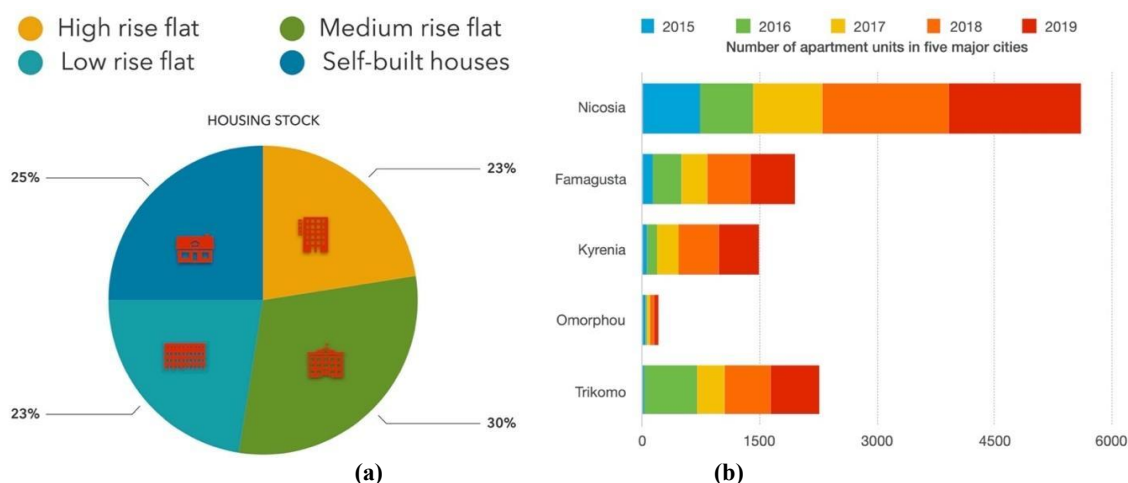 High rise flat
Medium rise flat
Low rise flat
Self-built houses
HOUSING STOCK
25%
23%
23%
30%
(a)
2015 2016 2017 2018 2019
Number of apartment units in five major cities
Nicosia
Famagusta
Kyrenia
Omorphou
Trikomo
0 1500 3000 4500 6000
(b)